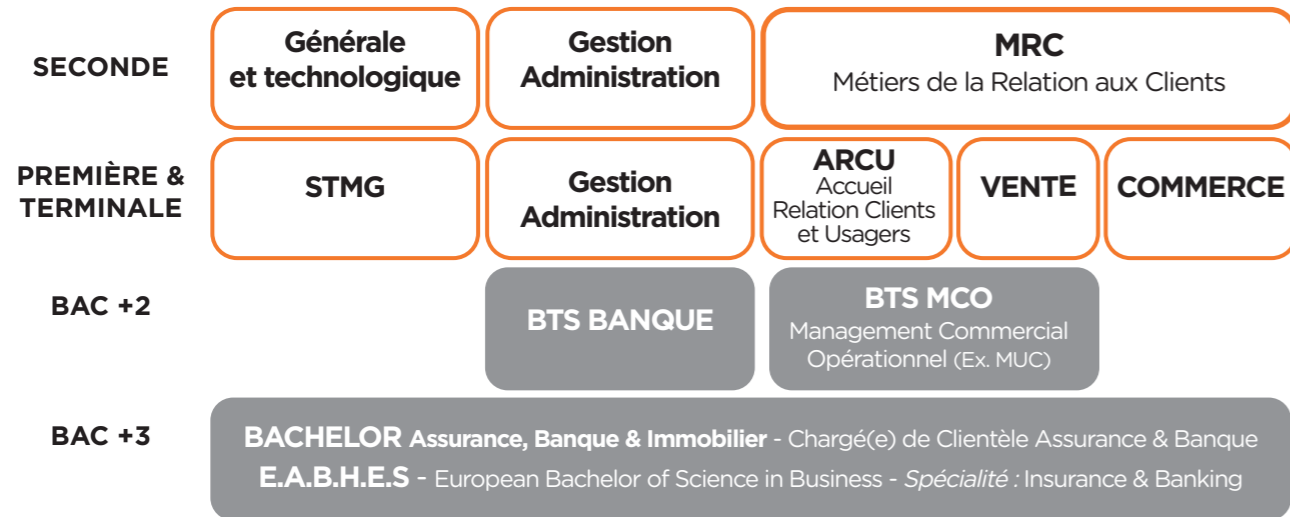 SECONDE
Générale
et technologique
Gestion
Administration
MRC
Métiers de la Relation aux Clients
PREMIÈRE &
TERMINALE
STMG
Gestion
Administration
ARCU
Accueil
Relation Clients
et Usagers
VENTE
COMMERCE
BAC +2
BTS BANQUE
BTS MCO
Management Commercial
Opérationnel (Ex. MUC)
BAC +3
BACHELOR Assurance, Banque & Immobilier - Chargé(e) de Clientèle Assurance & Banque
E.A.B.H.E.S - European Bachelor of Science in Business - Spécialité : Insurance & Banking